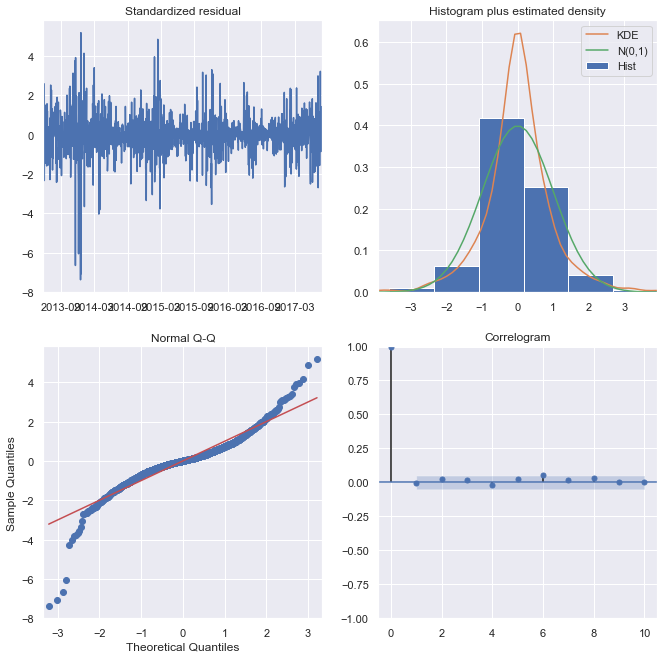 Standardized residual
4
2
0
−2
−4
−6
−8
2013-09 2014-03 2014-09 2015-03 2015-09 2016-03 2016-09 2017-03
Histogram plus estimated density
KDE
N(0,1)
Hist
0.6
0.5
0.4
0.3
0.2
0.1
0.0
−3 −2 −1 0 1 2 3
Normal Q-Q
Sample Quantiles
4
2
0
−2
−4
−6
−8
−3 −2 −1 0 1 2 3
Theoretical Quantiles
Correlogram
1.00
0.75
0.50
0.25
0.00
−0.25
−0.50
−0.75
−1.00
0 2 4 6 8 10